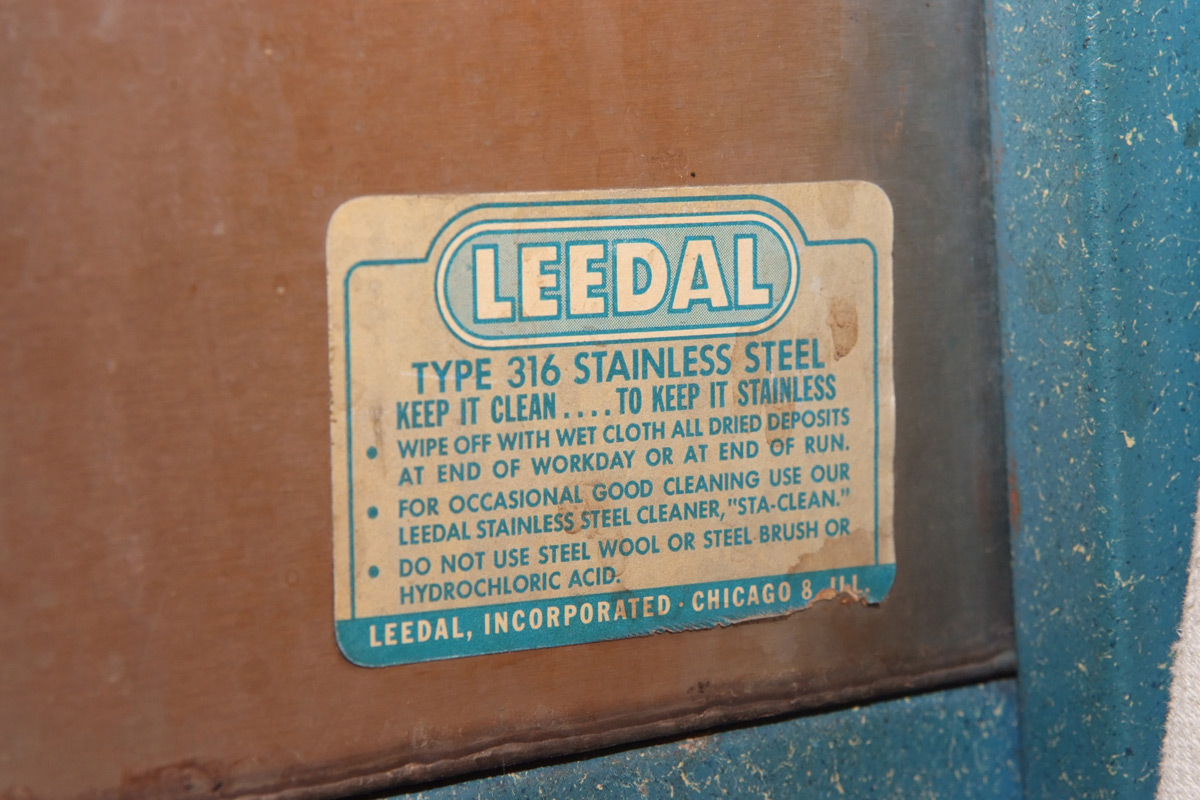 LEEDAL
TYPE 316 STAINLESS STEEL
KEEP IT CLEAN....TO KEEP IT STAINLESS
• WIPE OFF WITH WET CLOTH ALL DRIED DEPOSITS
AT END OF WORKDAY OR AT END OF RUN.
• FOR OCCASIONAL GOOD CLEANING USE OUR
LEEDAL STAINLESS STEEL CLEANER, "STA-CLEAN."
• DO NOT USE STEEL WOOL OR STEEL BRUSH OR
HYDROCHLORIC ACID.
LEEDAL, INCORPORATED · CHICAGO 8, ILL.